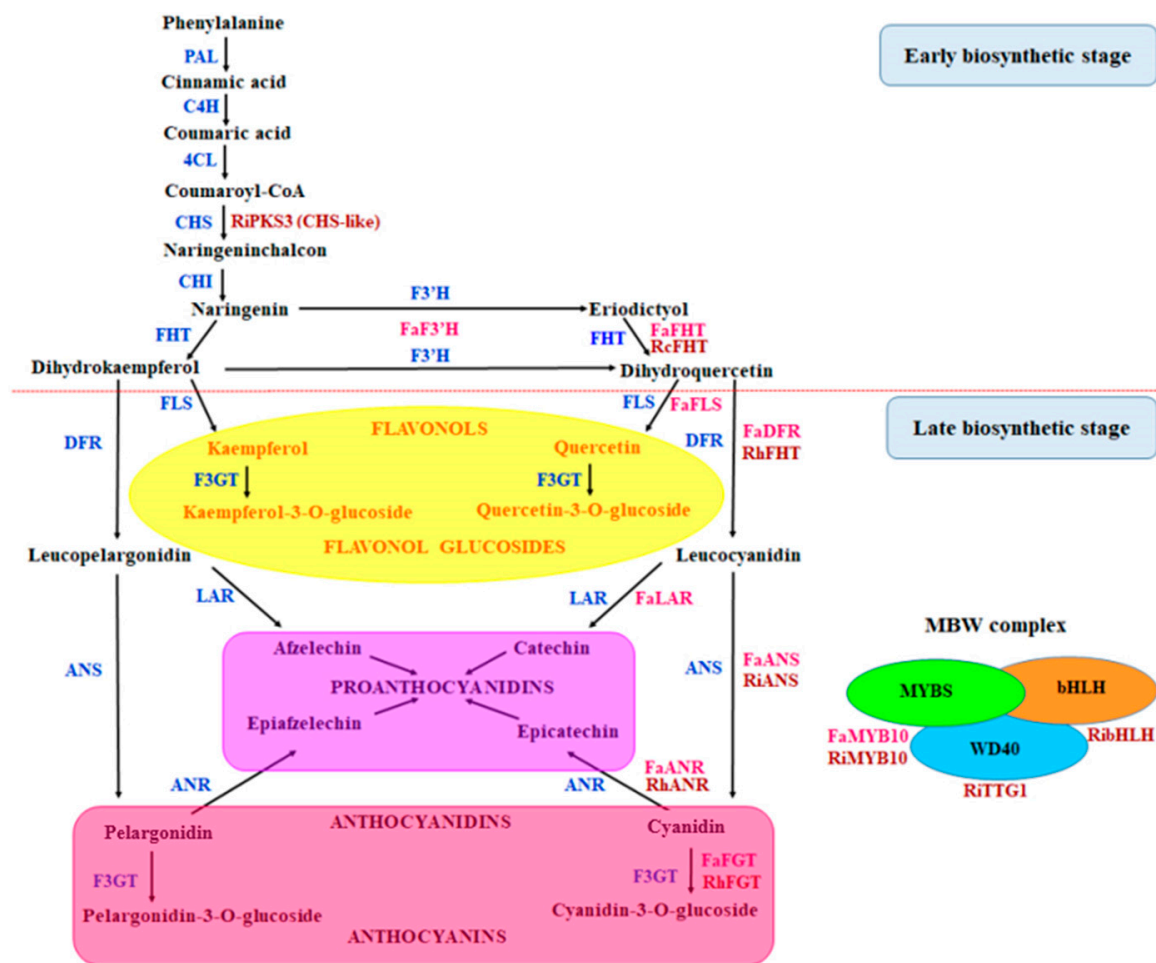 Phenylalanine
PAL
Early biosynthetic stage
Cinnamic acid
C4H
Coumaric acid
4CL
Coumaroyl-CoA
CHS RiPKS3 (CHS-like)
Naringeninchalcon
CHI
F3’H
Naringenin Eriodictyol
FHT FaF3’H FHT FaFHT
RcFHT
F3’H
Dihydrokaempferol Dihydroquercetin
FLS FLS FaFLS
Late biosynthetic stage
FLAVONOLS
DFR DFR FaDFR
RhFHT
Kaempferol Quercetin
F3GT F3GT
Kaempferol-3-O-glucoside Quercetin-3-O-glucoside
FLAVONOL GLUCOSIDES
Leucopelargonidin Leucocyanidin
LAR LAR FaLAR
MBW complex
Afzelechin Catechin
ANS ANS FaANS
RiANS
PROANTHOCYANIDINS
MYBS bHLH
Epiafzelechin Epicatechin
FaMYB10 WD40 RibHLH
RiMYB10
RiTTG1
ANR ANR FaANR
RhANR
ANTHOCYANIDINS
Pelargonidin Cyanidin
F3GT F3GT FaFGT
RhFGT
Pelargonidin-3-O-glucoside Cyanidin-3-O-glucoside
ANTHOCYANINS